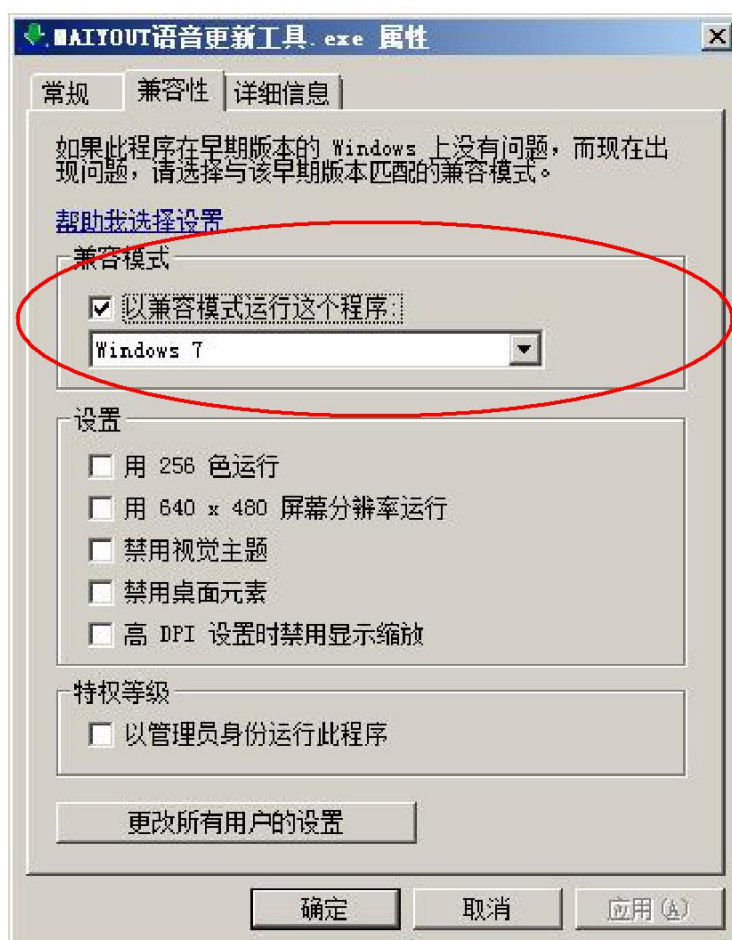 MAIYOUT语音更新工具.exe 属性
常规 兼容性 详细信息
如果此程序在早期版本的 Windows 上没有问题，而现在出
现问题，请选择与该早期版本匹配的兼容模式。
帮助我选择设置
兼容模式
以兼容模式运行这个程序:
Windows 7
设置
用 256 色运行
用 640 x 480 屏幕分辨率运行
禁用视觉主题
禁用桌面元素
高 DPI 设置时禁用显示缩放
特权等级
以管理员身份运行此程序
更改所有用户的设置
确定 取消 应用(A)